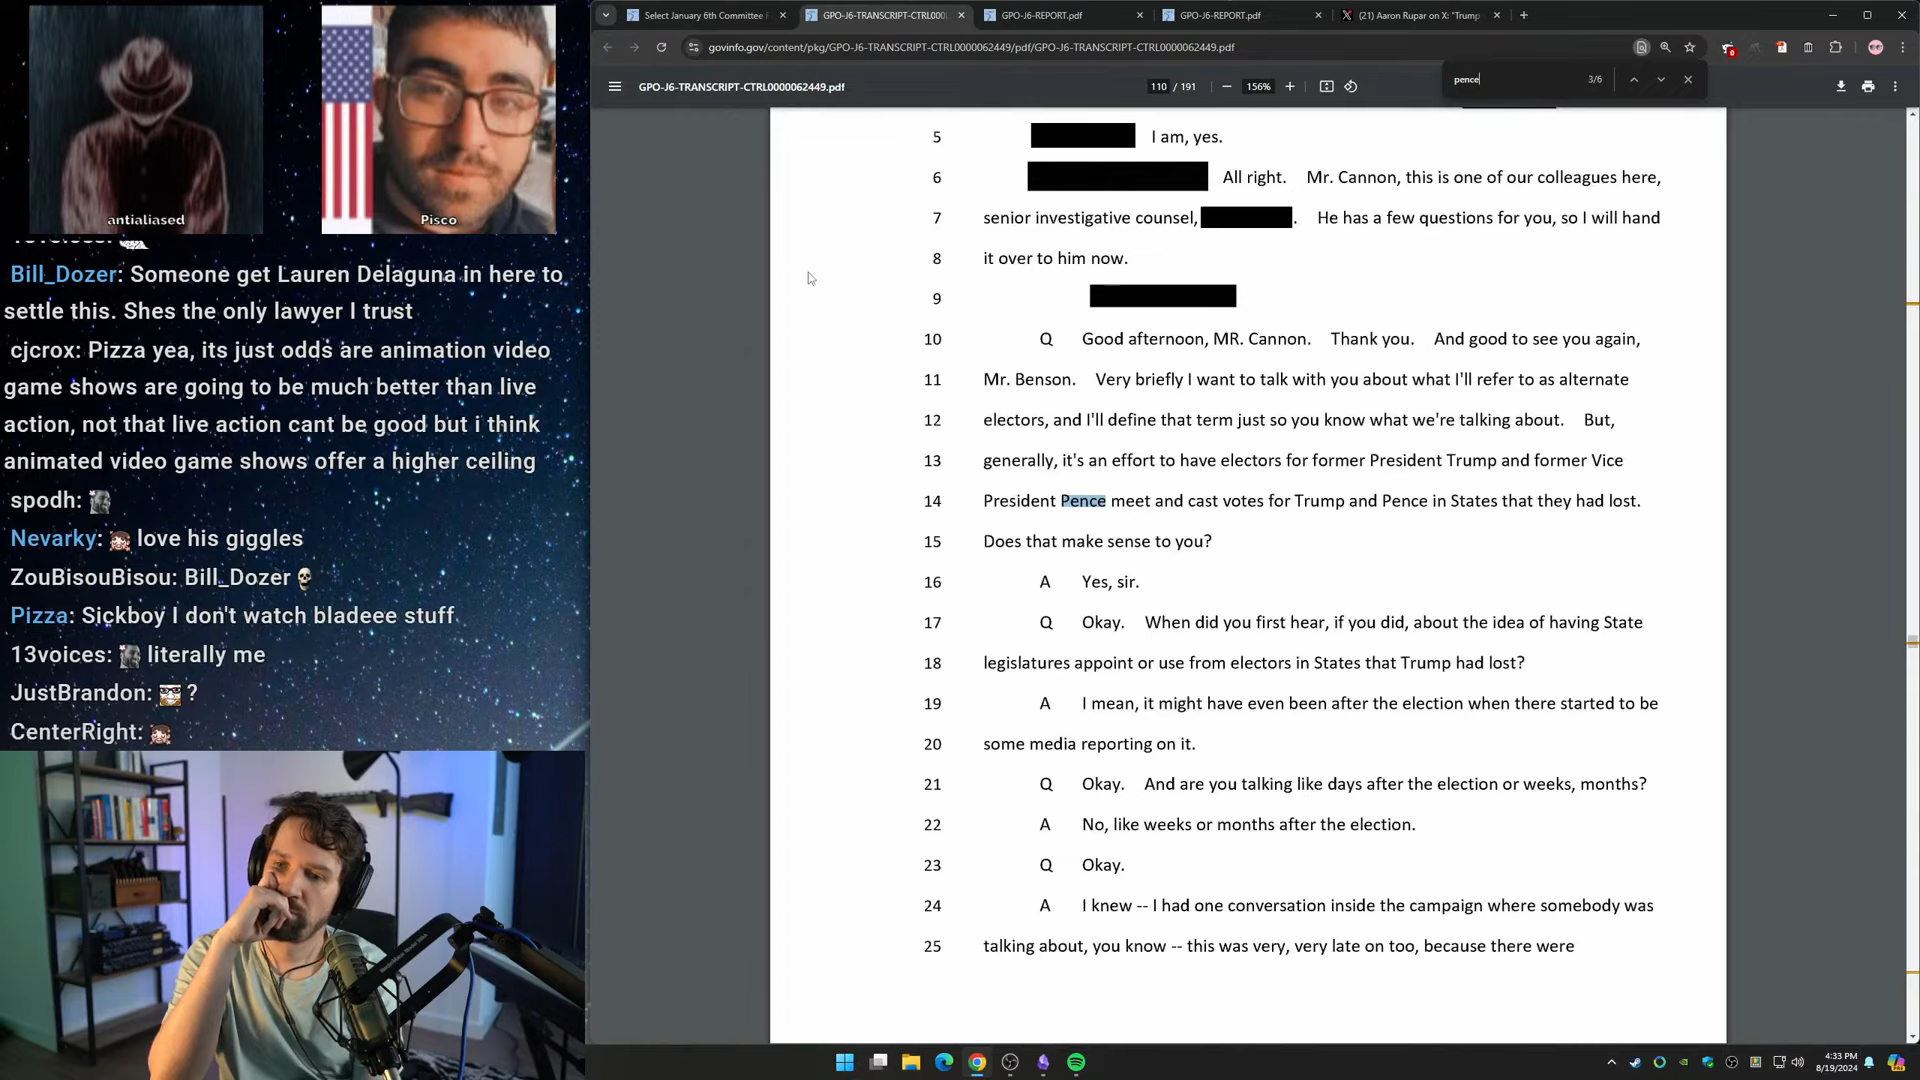 Select January 6th Committee F
GPO-J6-TRANSCRIPT-CTRL000
GPO-J6-REPORT.pdf
GPO-J6-REPORT.pdf
(21) Aaron Rupar on X: "Trump
govinfo.gov/content/pkg/GPO-J6-TRANSCRIPT-CTRL0000062449/pdf/GPO-J6-TRANSCRIPT-CTRL0000062449.pdf
pence 3/6
GPO-J6-TRANSCRIPT-CTRL0000062449.pdf
110 / 191
156%
antialiased
Pisco
Bill_Dozer: Someone get Lauren Delaguna in here to
settle this. Shes the only lawyer I trust
cjcrox: Pizza yea, its just odds are animation video
game shows are going to be much better than live
action, not that live action cant be good but i think
animated video game shows offer a higher ceiling
spodh:
Nevarky: love his giggles
ZouBisouBisou: Bill_Dozer
Pizza: Sickboy I don't watch bladeee stuff
13voices: literally me
JustBrandon: ?
CenterRight:
5 I am, yes.
6 All right. Mr. Cannon, this is one of our colleagues here,
7 senior investigative counsel, . He has a few questions for you, so I will hand
8 it over to him now.
9
10 Q Good afternoon, MR. Cannon. Thank you. And good to see you again,
11 Mr. Benson. Very briefly I want to talk with you about what I'll refer to as alternate
12 electors, and I'll define that term just so you know what we're talking about. But,
13 generally, it's an effort to have electors for former President Trump and former Vice
14 President Pence meet and cast votes for Trump and Pence in States that they had lost.
15 Does that make sense to you?
16 A Yes, sir.
17 Q Okay. When did you first hear, if you did, about the idea of having State
18 legislatures appoint or use from electors in States that Trump had lost?
19 A I mean, it might have even been after the election when there started to be
20 some media reporting on it.
21 Q Okay. And are you talking like days after the election or weeks, months?
22 A No, like weeks or months after the election.
23 Q Okay.
24 A I knew -- I had one conversation inside the campaign where somebody was
25 talking about, you know -- this was very, very late on too, because there were
4:33 PM
8/19/2024